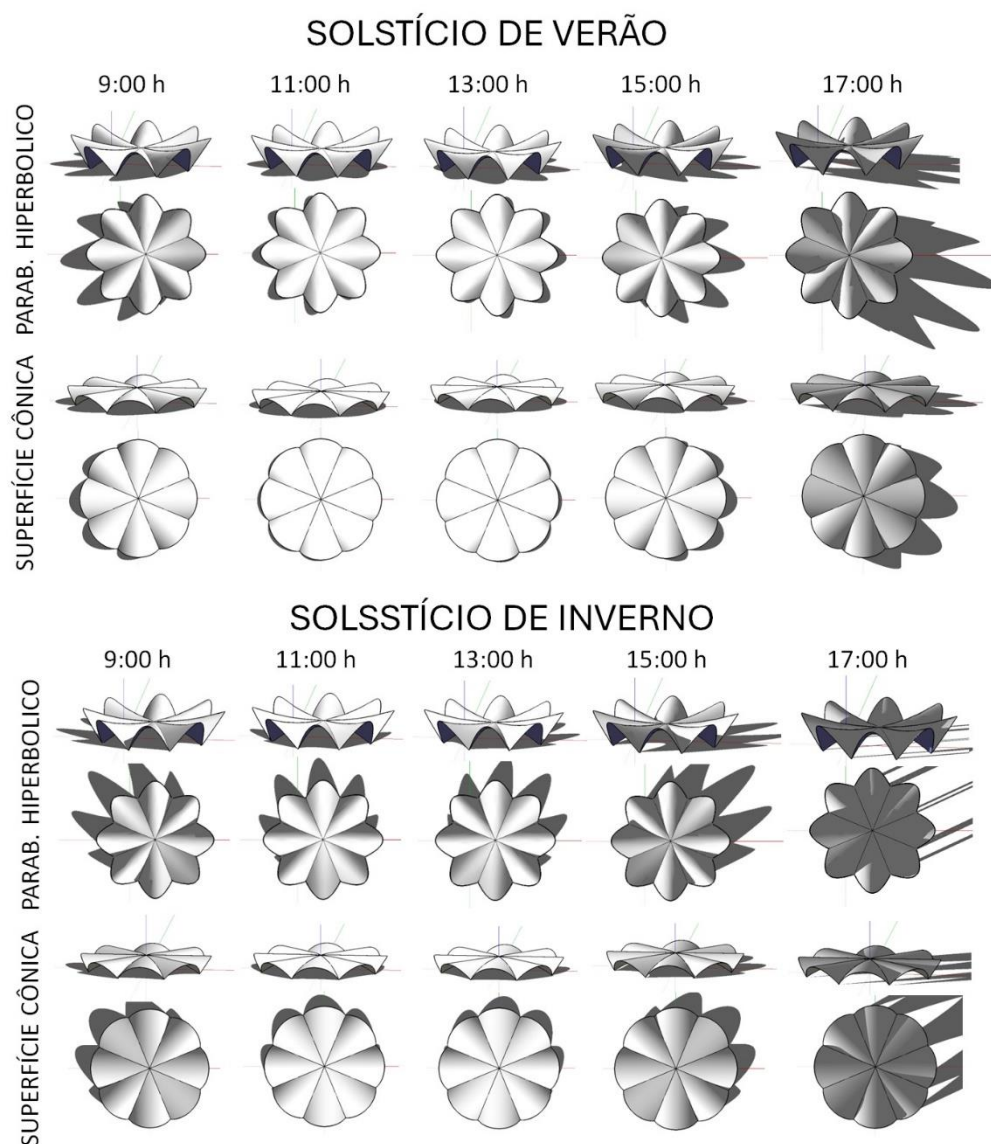 SOLSTÍCIO DE VERÃO
9:00 h 11:00 h 13:00 h 15:00 h 17:00 h
PARAB. HIPERBOLICO
SUPERFÍCIE CÔNICA
SOLSSTÍCIO DE INVERNO
9:00 h 11:00 h 13:00 h 15:00 h 17:00 h
PARAB. HIPERBOLICO
SUPERFÍCIE CÔNICA